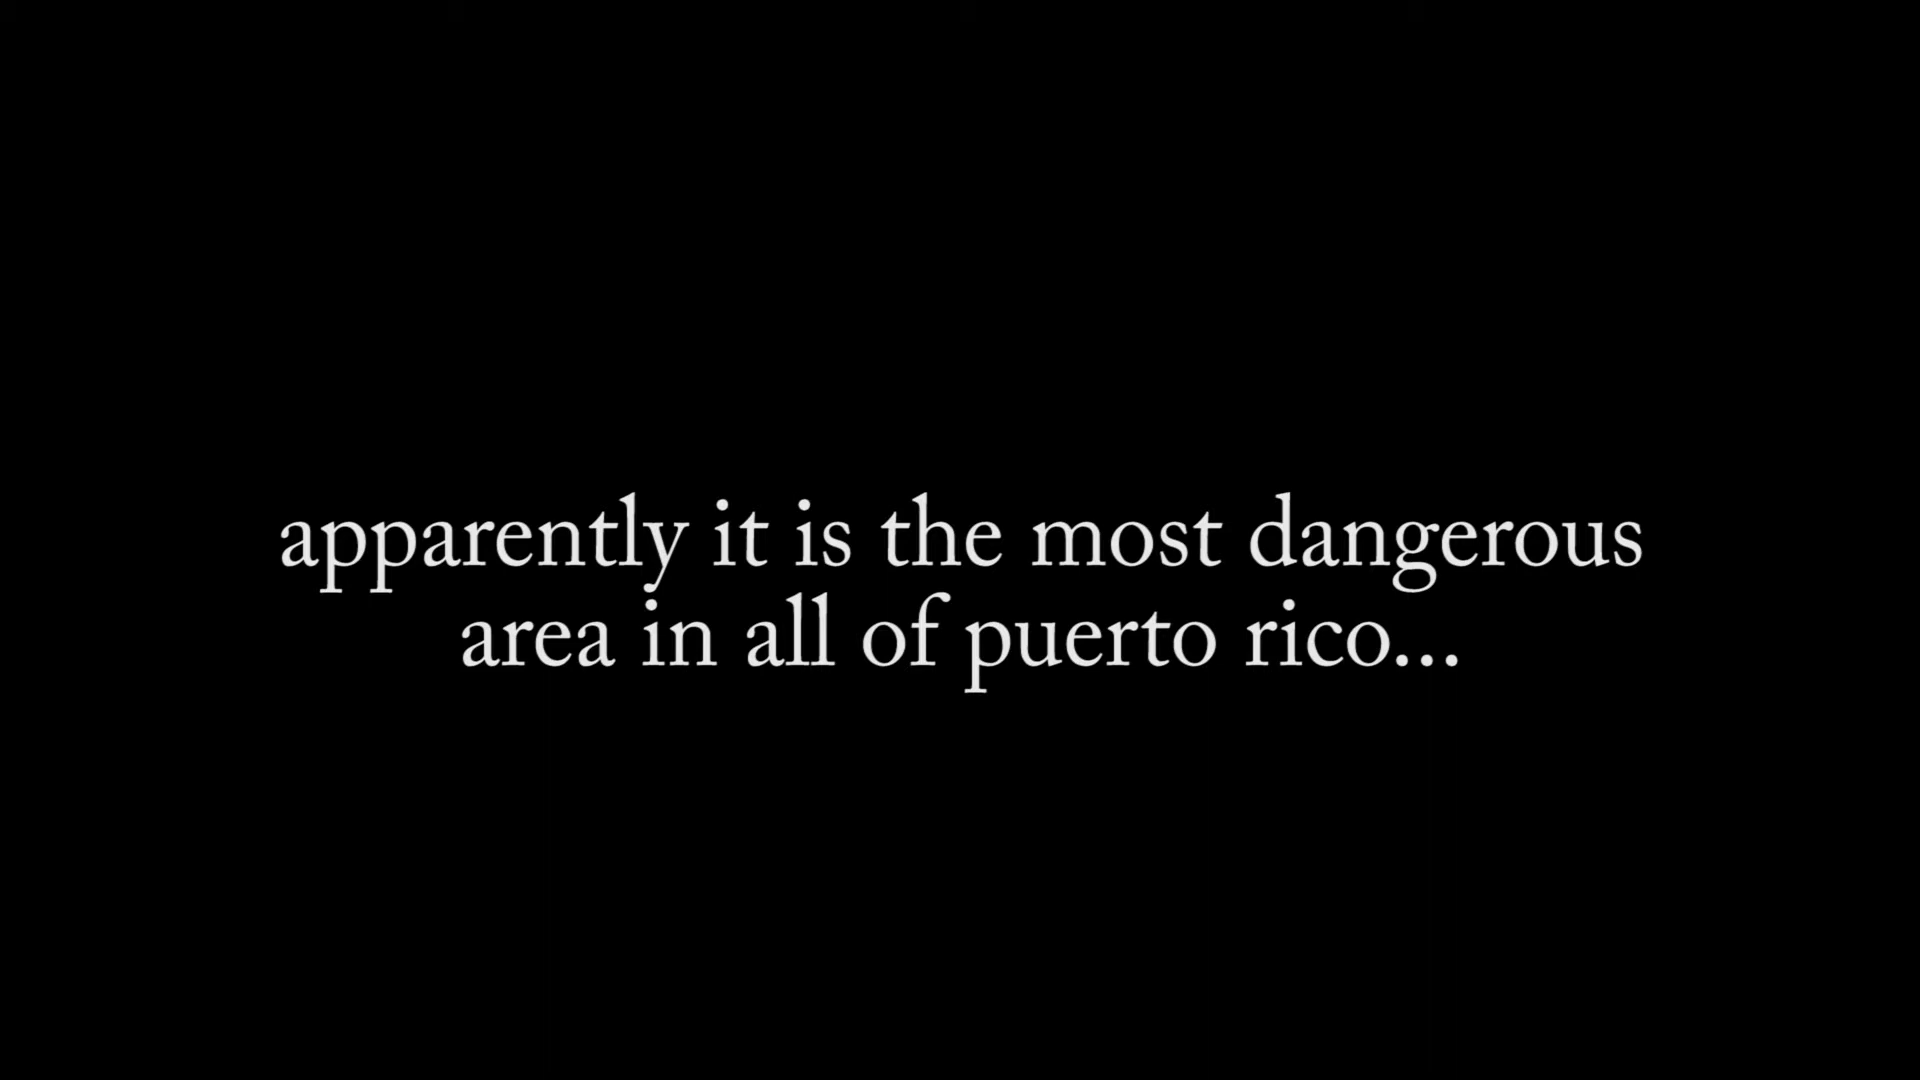 apparently it is the most dangerous
area in all of puerto rico...